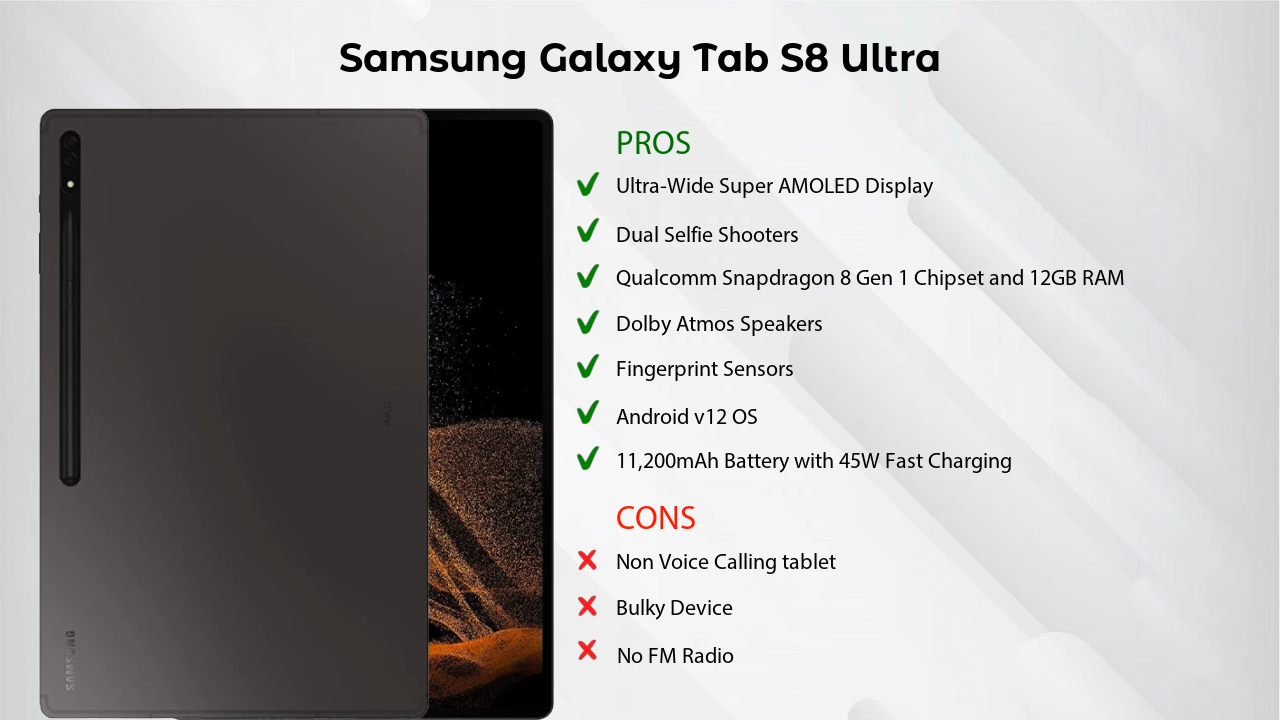 Samsung Galaxy Tab S8 Ultra
PROS
Ultra-Wide Super AMOLED Display
Dual Selfie Shooters
Qualcomm Snapdragon 8 Gen 1 Chipset and 12GB RAM
Dolby Atmos Speakers
Fingerprint Sensors
Android v12 OS
11,200mAh Battery with 45W Fast Charging
CONS
Non Voice Calling tablet
Bulky Device
No FM Radio
SAMSUNG
AKG